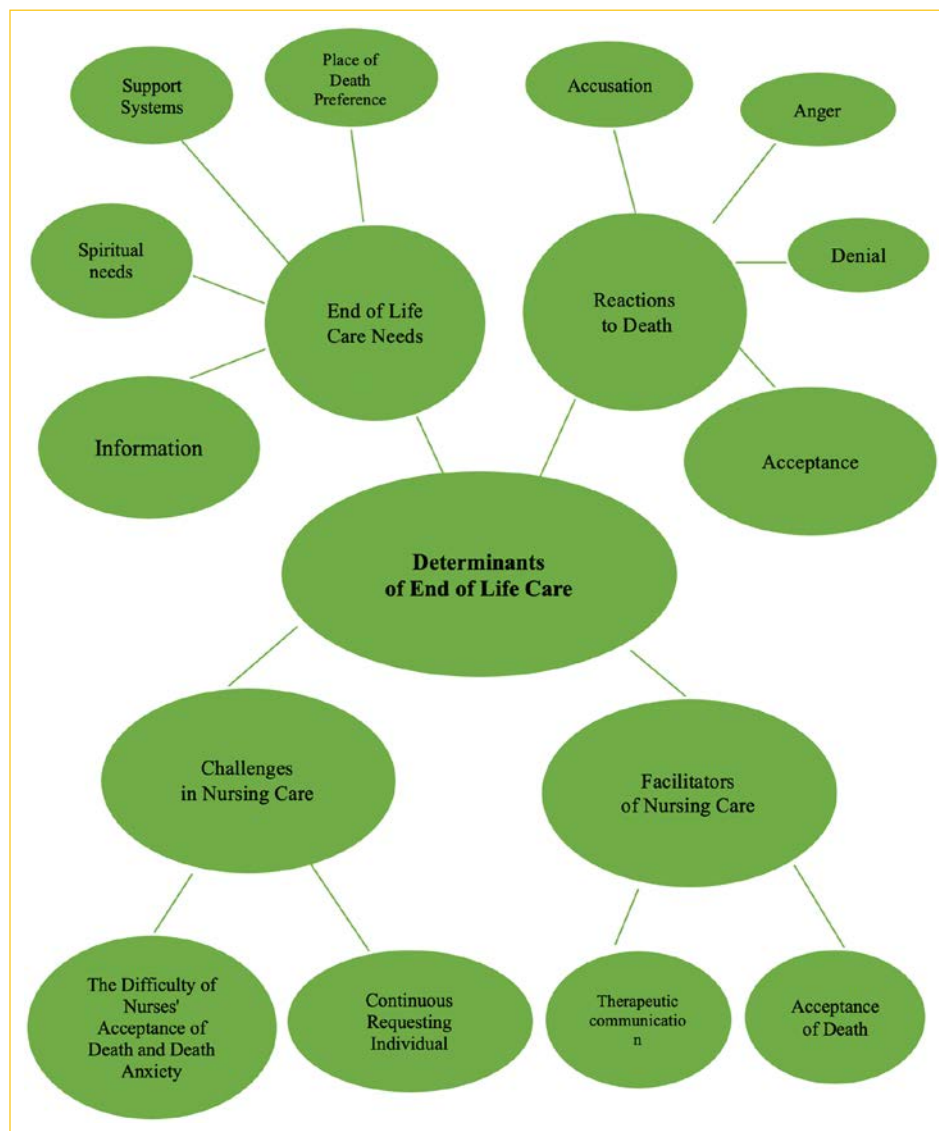 Support
Systems
Place of
Death
Preference
Accusation
Anger
Spiritual
needs
End of Life
Care Needs
Reactions
to Death
Denial
Information
Acceptance
Determinants
of End of Life Care
Challenges
in Nursing Care
Facilitators
of Nursing Care
The Difficulty of
Nurses'
Acceptance of
Death and Death
Anxiety
Continuous
Requesting
Individual
Therapeutic
communicatio
n
Acceptance
of Death